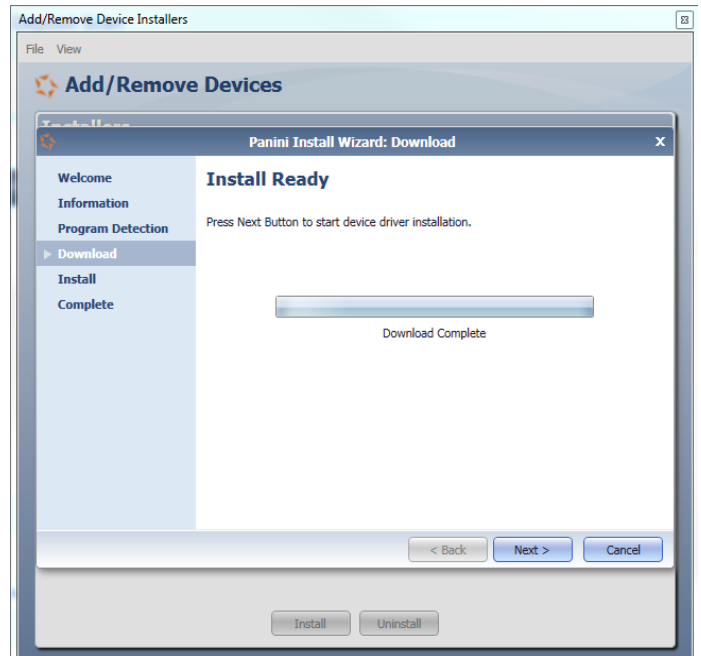 Add/Remove Device Installers
File View
Add/Remove Devices
Installers
Panini Install Wizard: Download
x
Welcome
Information
Program Detection
Download
Install
Complete
Install Ready
Press Next Button to start device driver installation.
Download Complete
< Back
Next >
Cancel
Install
Uninstall